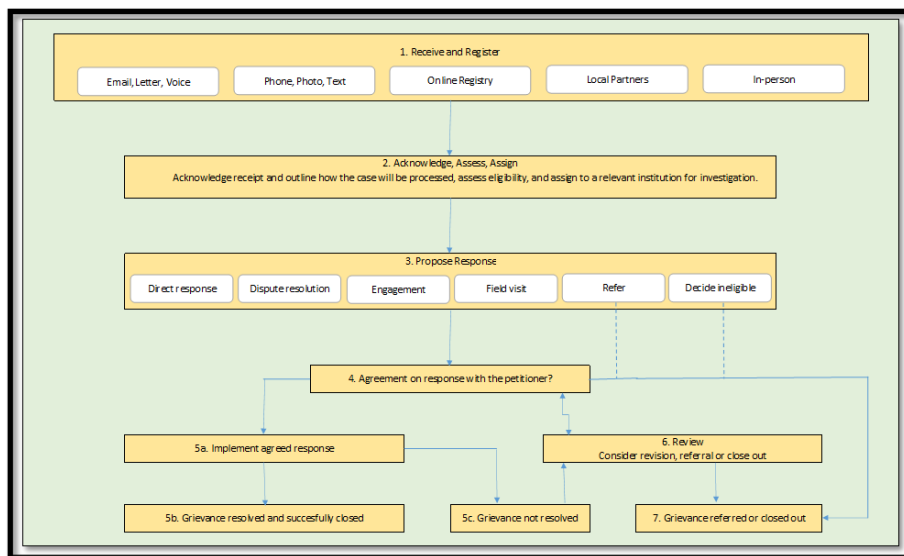 1. Receive and Register
Email, Letter, Voice
Phone, Photo, Text
Online Registry
Local Partners
In-person
2. Acknowledge, Assess, Assign
Acknowledge receipt and outline how the case will be processed, assess eligibility, and assign to a relevant institution for investigation.
3. Propose Response
Direct response
Dispute resolution
Engagement
Field visit
Refer
Decide ineligible
4. Agreement on response with the petitioner?
5a. Implement agreed response
6. Review
Consider revision, referral or close out
5b. Grievance resolved and succesfully closed
5c. Grievance not resolved
7. Grievance referred or closed out